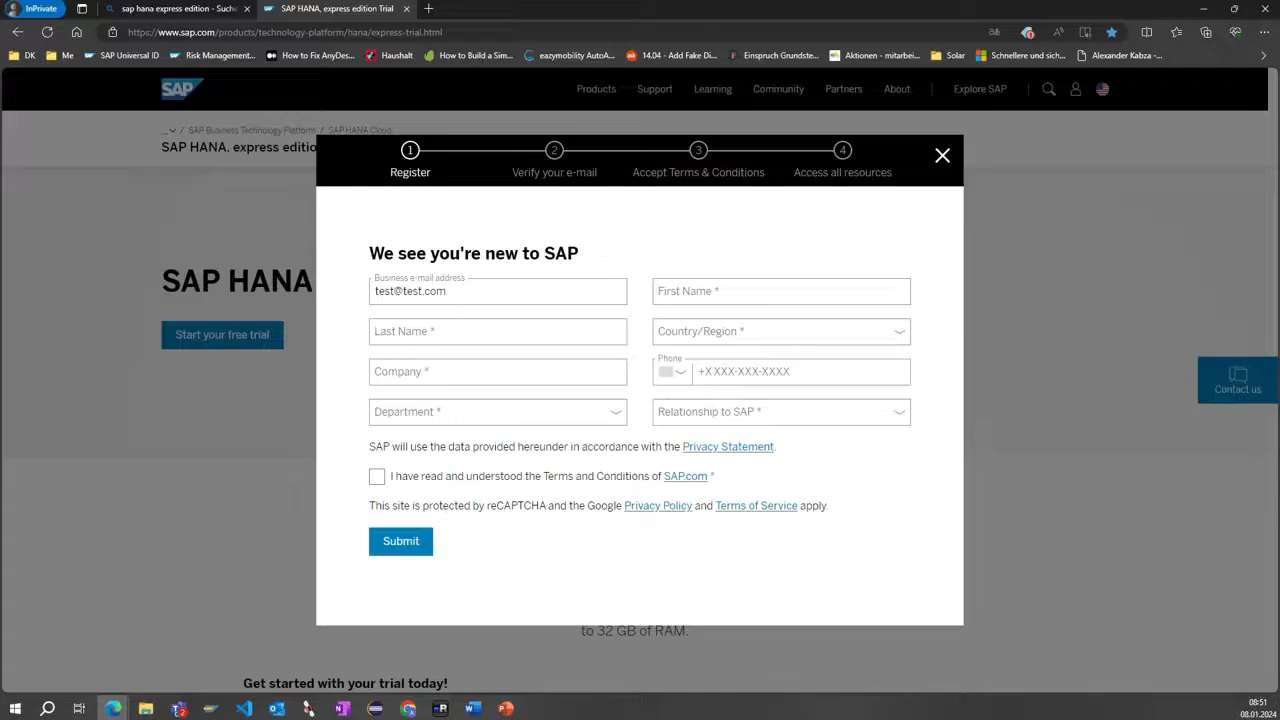 InPrivate
sap hana express edition - Suche
SAP HANA, express edition Trial
https://www.sap.com/products/technology-platform/hana/express-trial.html
DK
Me
SAP Universal ID
Risk Management...
How to Fix AnyDes...
Haushalt
How to Build a Sim...
eazymobility AutoA...
14.04 - Add Fake Di...
Einspruch Grundste...
Aktionen - mitarbei...
Solar
Schnellere und sich...
Alexander Kabza -...
SAP
Products
Support
Learning
Community
Partners
About
Explore SAP
... / SAP Business Technology Platform / SAP HANA Cloud
SAP HANA, express editio
1
2
3
4
Register
Verify your e-mail
Accept Terms & Conditions
Access all resources
We see you're new to SAP
Business e-mail address
test@test.com
First Name *
SAP HANA
Last Name *
Country/Region *
Start your free trial
Phone
Company *
+X XXX-XXX-XXXX
Contact us
Department *
Relationship to SAP *
SAP will use the data provided hereunder in accordance with the Privacy Statement.
I have read and understood the Terms and Conditions of SAP.com *
This site is protected by reCAPTCHA and the Google Privacy Policy and Terms of Service apply.
Submit
to 32 GB of RAM.
Get started with your trial today!
08:51
08.01.2024